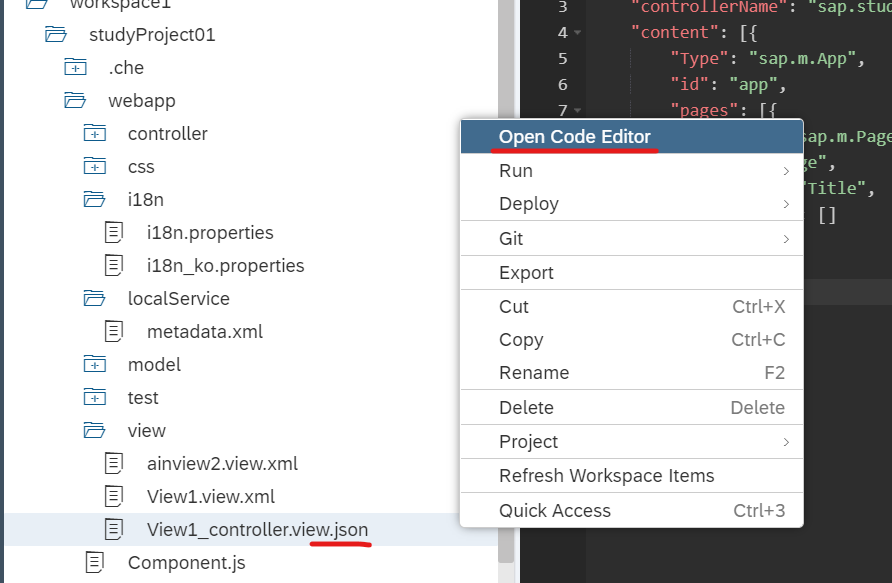 workspace1
studyProject01
.che
webapp
controller
css
i18n
i18n.properties
i18n_ko.properties
localService
metadata.xml
model
test
view
ainview2.view.xml
View1.view.xml
View1_controller.view.json
Component.js
3 "controllerName": "sap.stud
4 "content": [{
5 "Type": "sap.m.App",
6 "id": "app",
7 "pages": [{
sap.m.Page
ge",
"Title",
[]
Open Code Editor
Run
Deploy
Git
Export
Cut Ctrl+X
Copy Ctrl+C
Rename F2
Delete Delete
Project
Refresh Workspace Items
Quick Access Ctrl+3